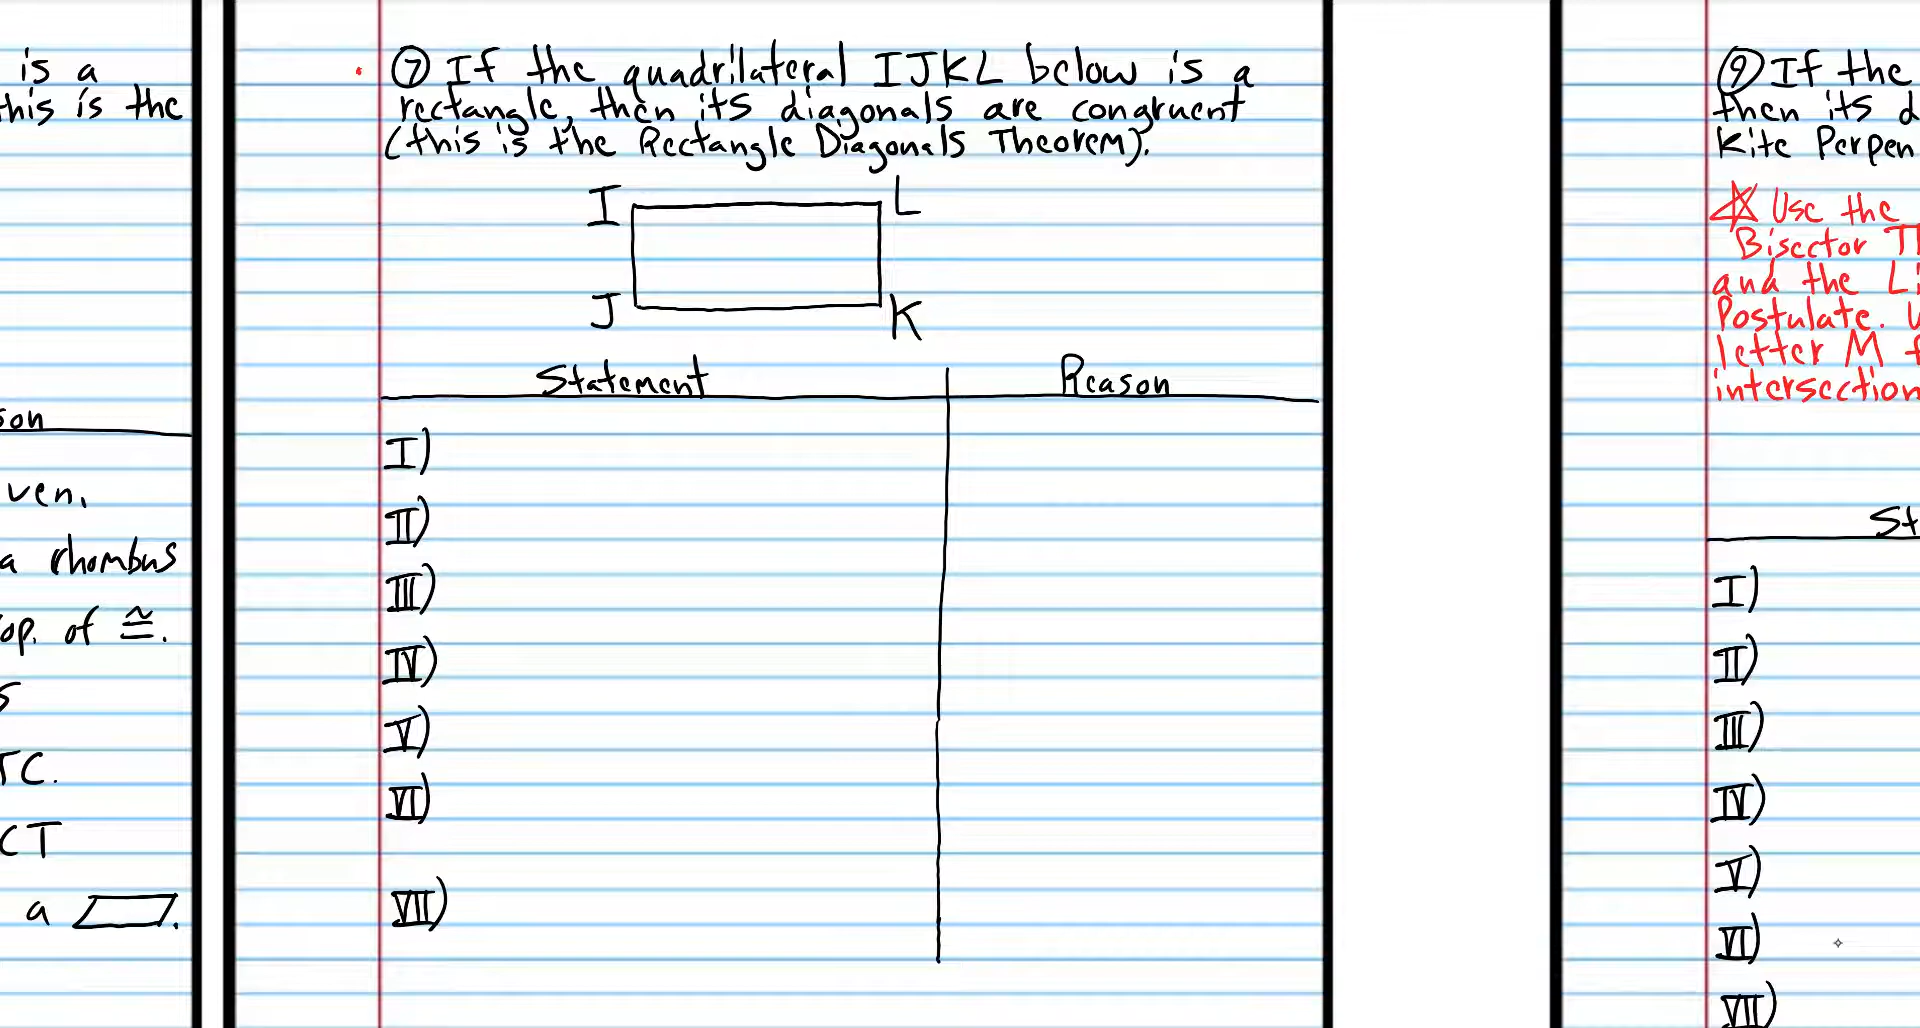 is a
this is the
son
ven.
a rhombus
op. of ≅.
S
TC.
CT
a ▱.
⑦ If the quadrilateral IJKL below is a
rectangle, then its diagonals are congruent
(this is the Rectangle Diagonals Theorem).
I L
J K
Statement Reason
I)
II)
III)
IV)
V)
VI)
VII)
⑨ If the
then its d
Kite Perpen
☆ Use the
Bisector Th
and the Li
Postulate. U
letter M f
intersection
St
I)
II)
III)
IV)
V)
VI)
VII)